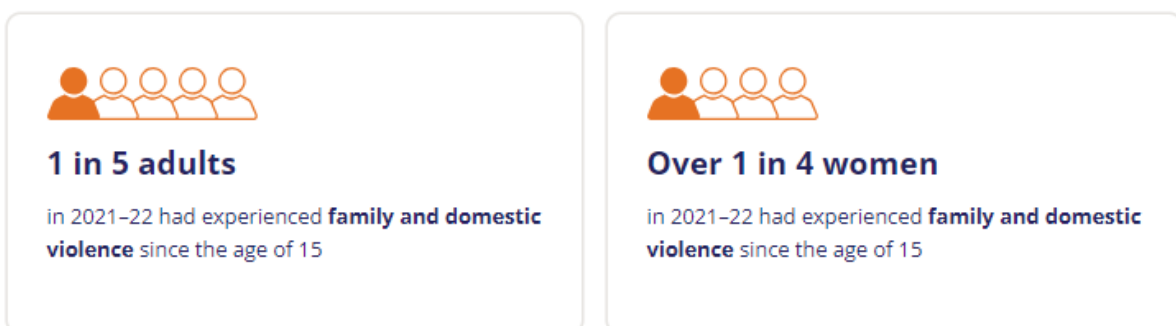 1 in 5 adults
in 2021–22 had experienced family and domestic
violence since the age of 15
Over 1 in 4 women
in 2021–22 had experienced family and domestic
violence since the age of 15